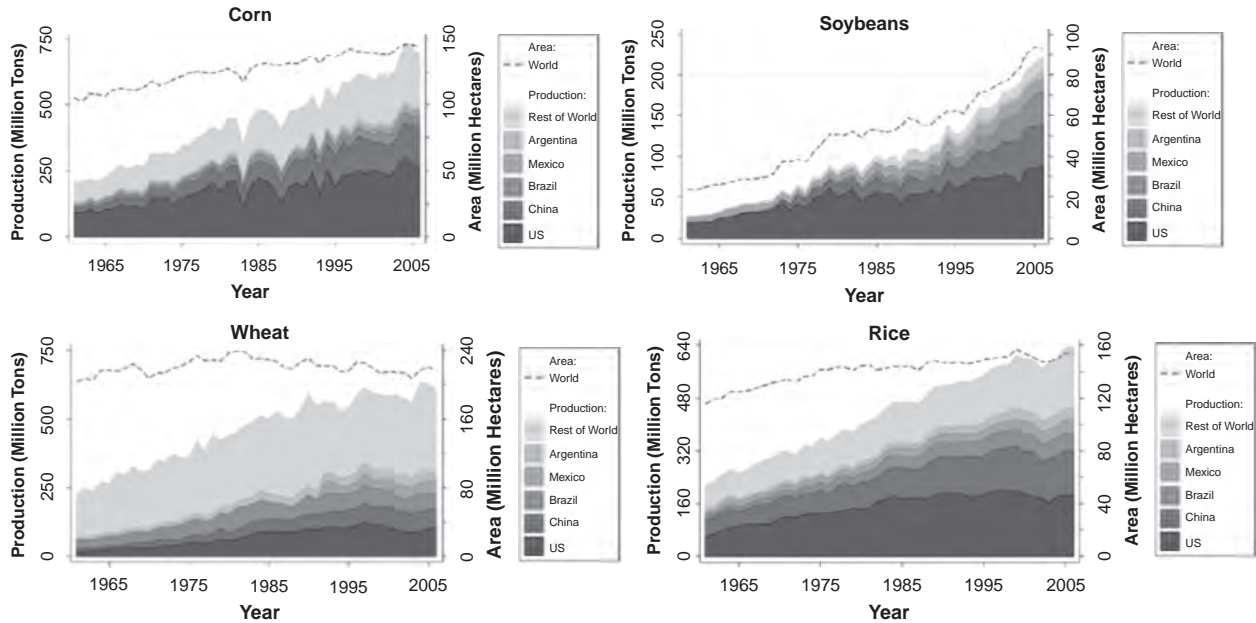 Corn
Production (Million Tons)
750
500
250
0
150
100
50
0
Area (Million Hectares)
1965 1975 1985 1995 2005
Year
Area:
World
Production:
Rest of World
Argentina
Mexico
Brazil
China
US
Soybeans
Production (Million Tons)
250
200
150
100
50
0
100
80
60
40
20
0
Area (Million Hectares)
1965 1975 1985 1995 2005
Year
Area:
World
Production:
Rest of World
Argentina
Mexico
Brazil
China
US
Wheat
Production (Million Tons)
750
500
250
0
240
160
80
0
Area (Million Hectares)
1965 1975 1985 1995 2005
Year
Area:
World
Production:
Rest of World
Argentina
Mexico
Brazil
China
US
Rice
Production (Million Tons)
640
480
320
160
0
160
120
80
40
0
Area (Million Hectares)
1965 1975 1985 1995 2005
Year
Area:
World
Production:
Rest of World
Argentina
Mexico
Brazil
China
US